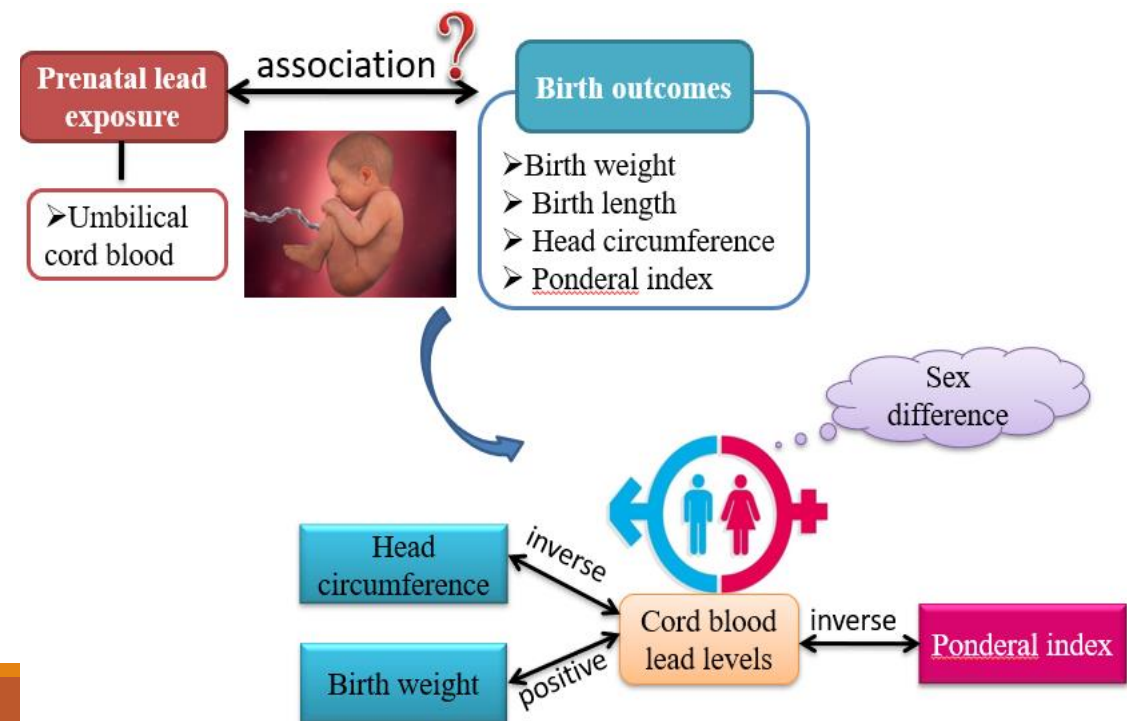 Prenatal lead
exposure
association
?
Birth outcomes
➢Umbilical
cord blood
➢Birth weight
➢ Birth length
➢ Head circumference
➢ Ponderal index
Sex
difference
Head
circumference
inverse
Birth weight
positive
Cord blood
lead levels
inverse
Ponderal index